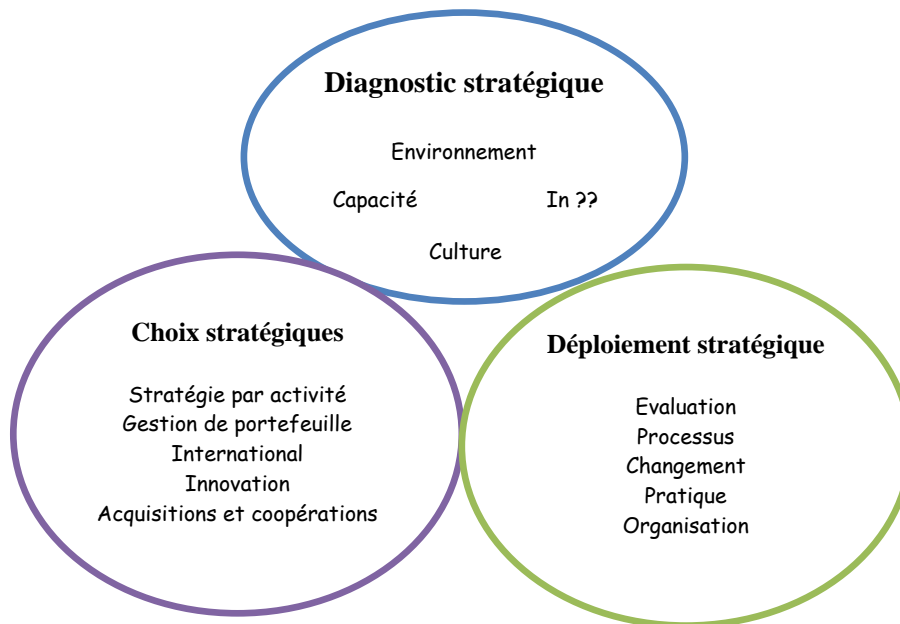 Diagnostic stratégique
Environnement
Capacité In ??
Culture
Choix stratégiques
Stratégie par activité
Gestion de portefeuille
International
Innovation
Acquisitions et coopérations
Déploiement stratégique
Evaluation
Processus
Changement
Pratique
Organisation